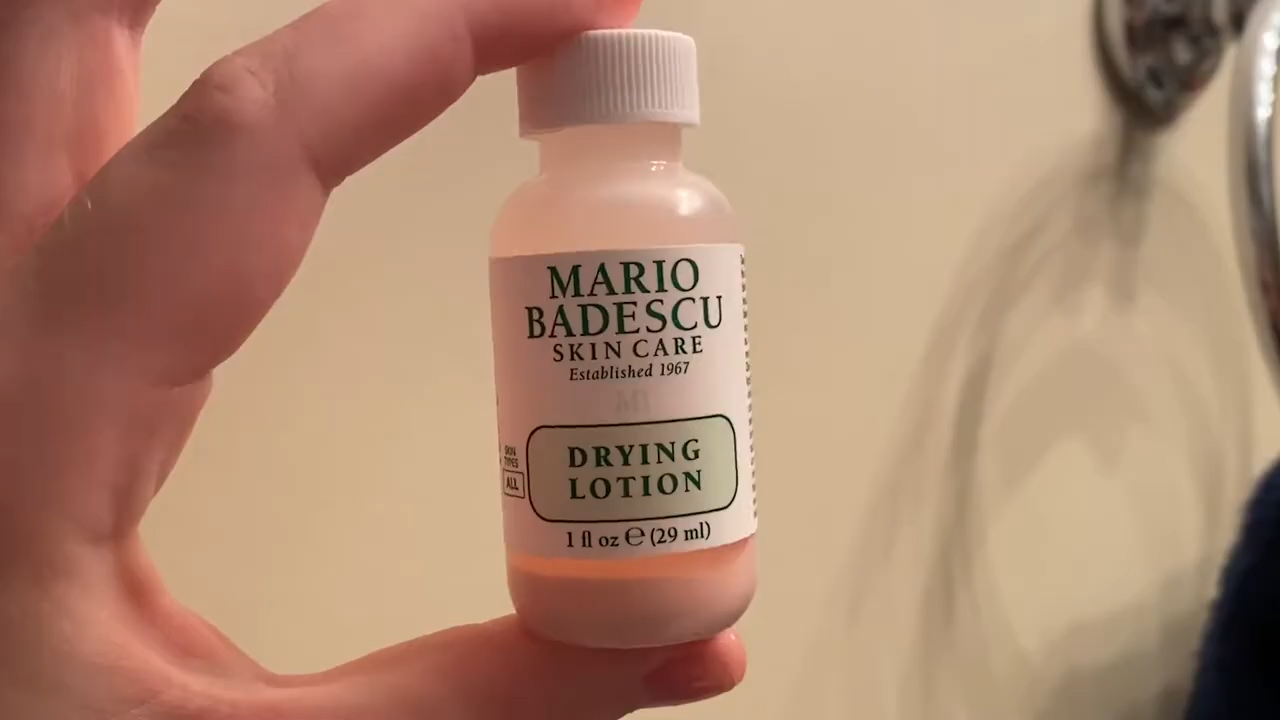 MARIO
BADESCU
SKIN CARE
Established 1967
SKIN
TYPES
ALL
DRYING
LOTION
1 fl oz ℮ (29 ml)